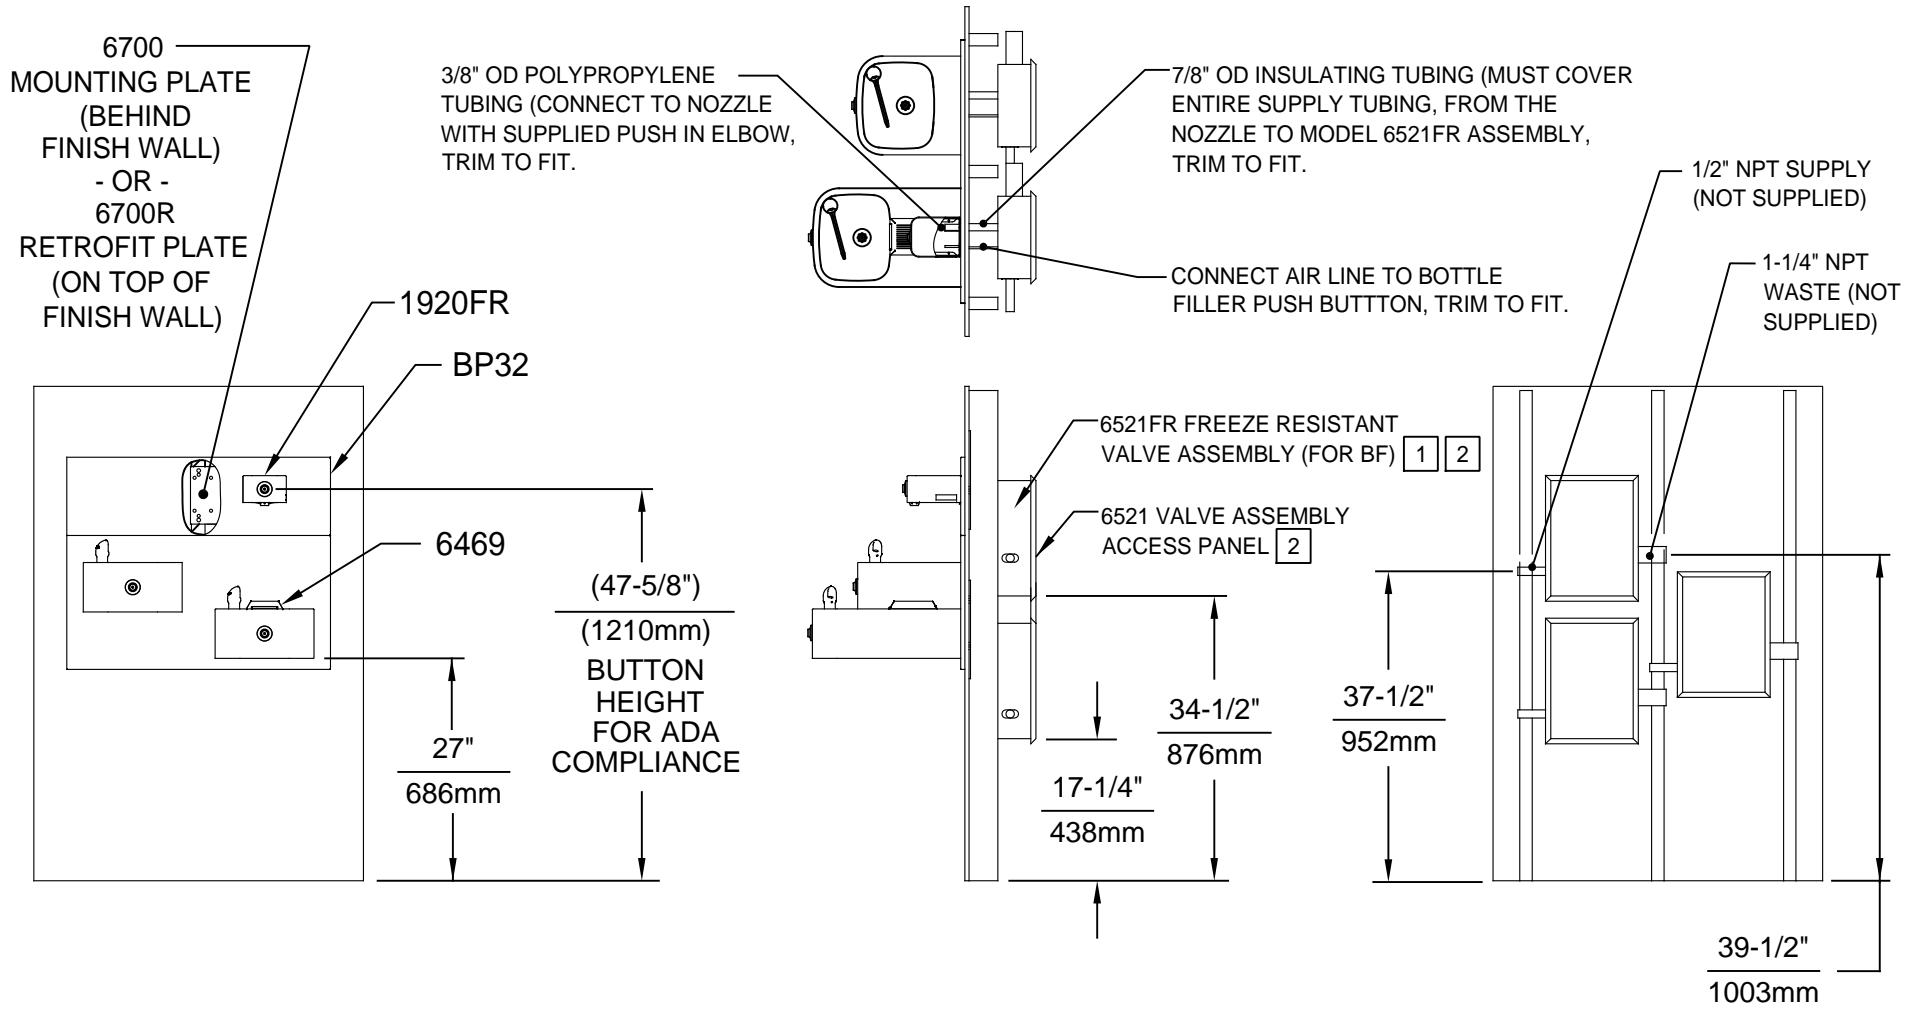 6700
MOUNTING PLATE
(BEHIND
FINISH WALL)
- OR -
6700R
RETROFIT PLATE
(ON TOP OF
FINISH WALL)
3/8" OD POLYPROPYLENE
TUBING (CONNECT TO NOZZLE
WITH SUPPLIED PUSH IN ELBOW,
TRIM TO FIT.
7/8" OD INSULATING TUBING (MUST COVER
ENTIRE SUPPLY TUBING, FROM THE
NOZZLE TO MODEL 6521FR ASSEMBLY,
TRIM TO FIT.
CONNECT AIR LINE TO BOTTLE
FILLER PUSH BUTTTON, TRIM TO FIT.
1/2" NPT SUPPLY
(NOT SUPPLIED)
1-1/4" NPT
WASTE (NOT
SUPPLIED)
1920FR
BP32
6469
(47-5/8")
(1210mm)
BUTTON
HEIGHT
FOR ADA
COMPLIANCE
27"
686mm
6521FR FREEZE RESISTANT
VALVE ASSEMBLY (FOR BF) 1 2
6521 VALVE ASSEMBLY
ACCESS PANEL 2
34-1/2"
876mm
17-1/4"
438mm
37-1/2"
952mm
39-1/2"
1003mm